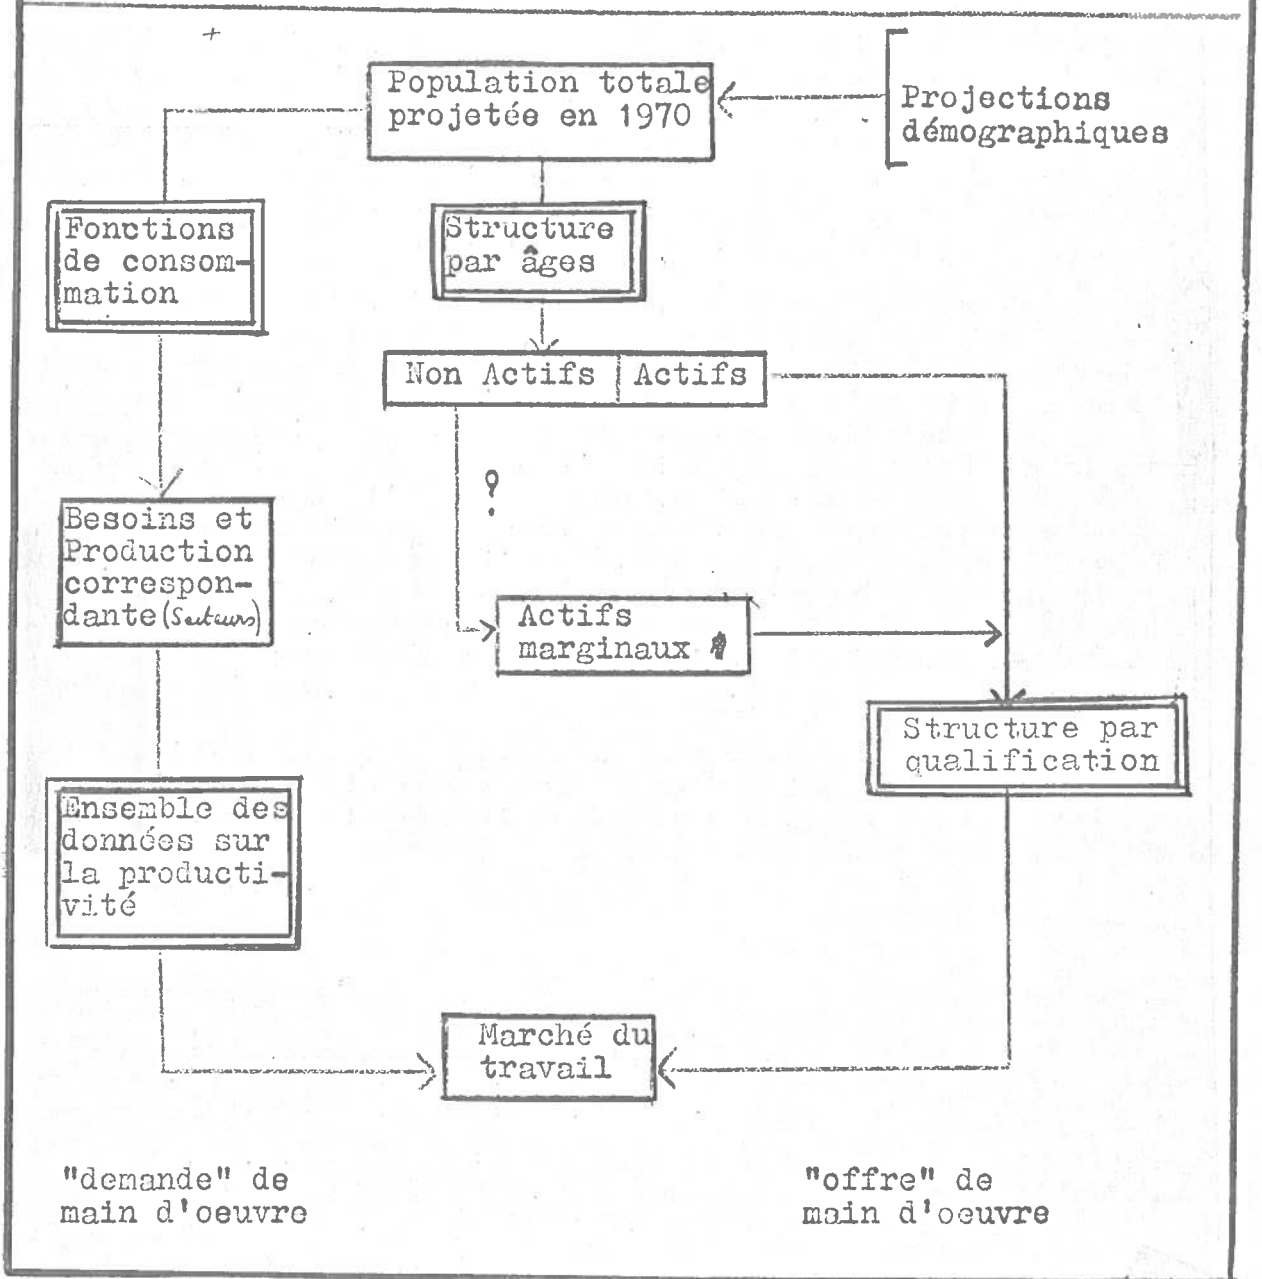 Population totale
projetée en 1970
Projections
démographiques
Fonctions
de consom-
mation
Structure
par âges
Non Actifs | Actifs
?
Besoins et
Production
correspon-
dante (Secteurs)
Actifs
marginaux
Structure par
qualification
Ensemble des
données sur
la producti-
vité
Marché du
travail
"demande" de
main d'oeuvre
"offre" de
main d'oeuvre